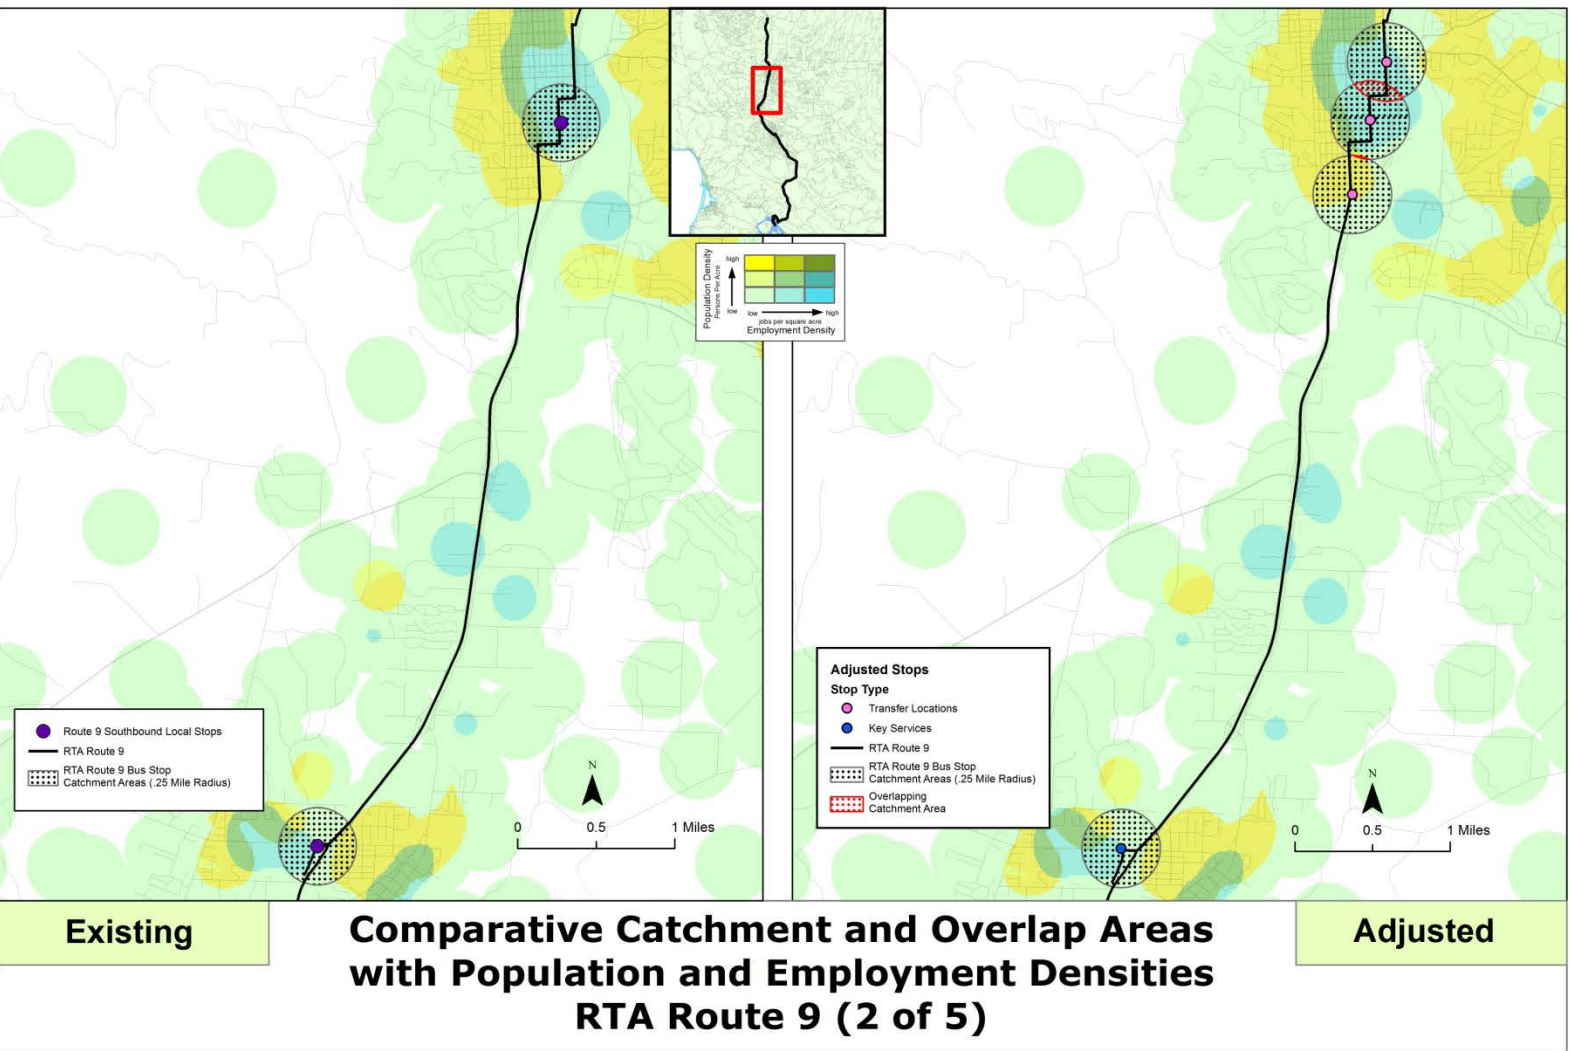 Population Density
Persons Per Acre
high
low
low
high
jobs per square acre
Employment Density
Route 9 Southbound Local Stops
RTA Route 9
RTA Route 9 Bus Stop
Catchment Areas (.25 Mile Radius)
N
0
0.5
1 Miles
Adjusted Stops
Stop Type
Transfer Locations
Key Services
RTA Route 9
RTA Route 9 Bus Stop
Catchment Areas (.25 Mile Radius)
Overlapping
Catchment Area
N
0
0.5
1 Miles
Existing
Comparative Catchment and Overlap Areas
with Population and Employment Densities
RTA Route 9 (2 of 5)
Adjusted